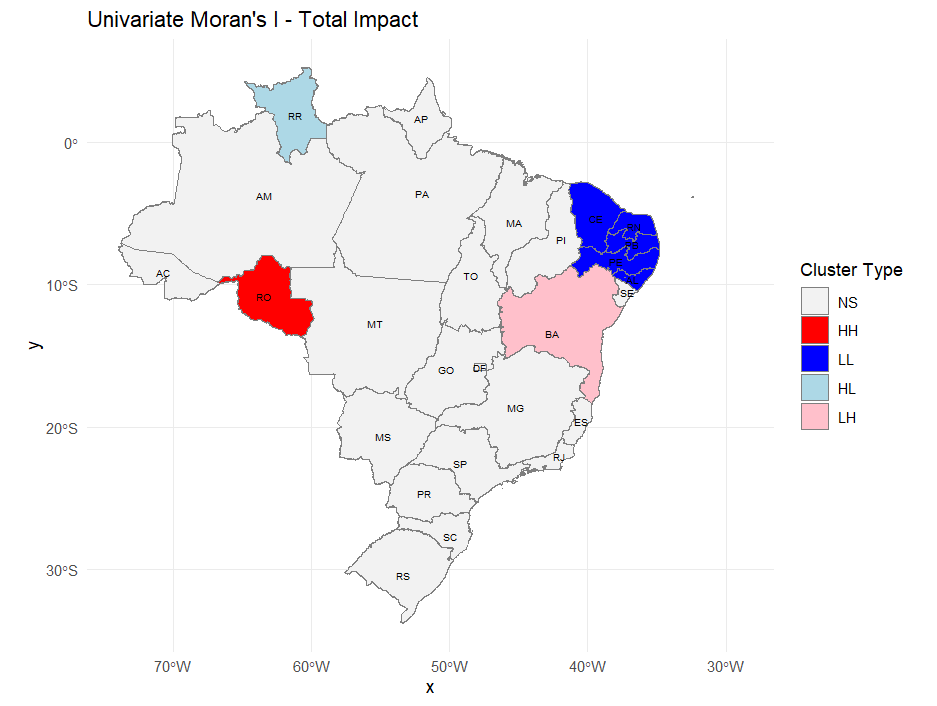 Univariate Moran's I - Total Impact
RR
AP
0°
AM
PA
MA
CE
PI
AC
TO
10°S
RO
SE
MT
BA
GO
DF
MG
20°S
MS
ES
SP
RJ
PR
SC
30°S
RS
70°W
60°W
50°W
40°W
30°W
x
y
Cluster Type
NS
HH
LL
HL
LH